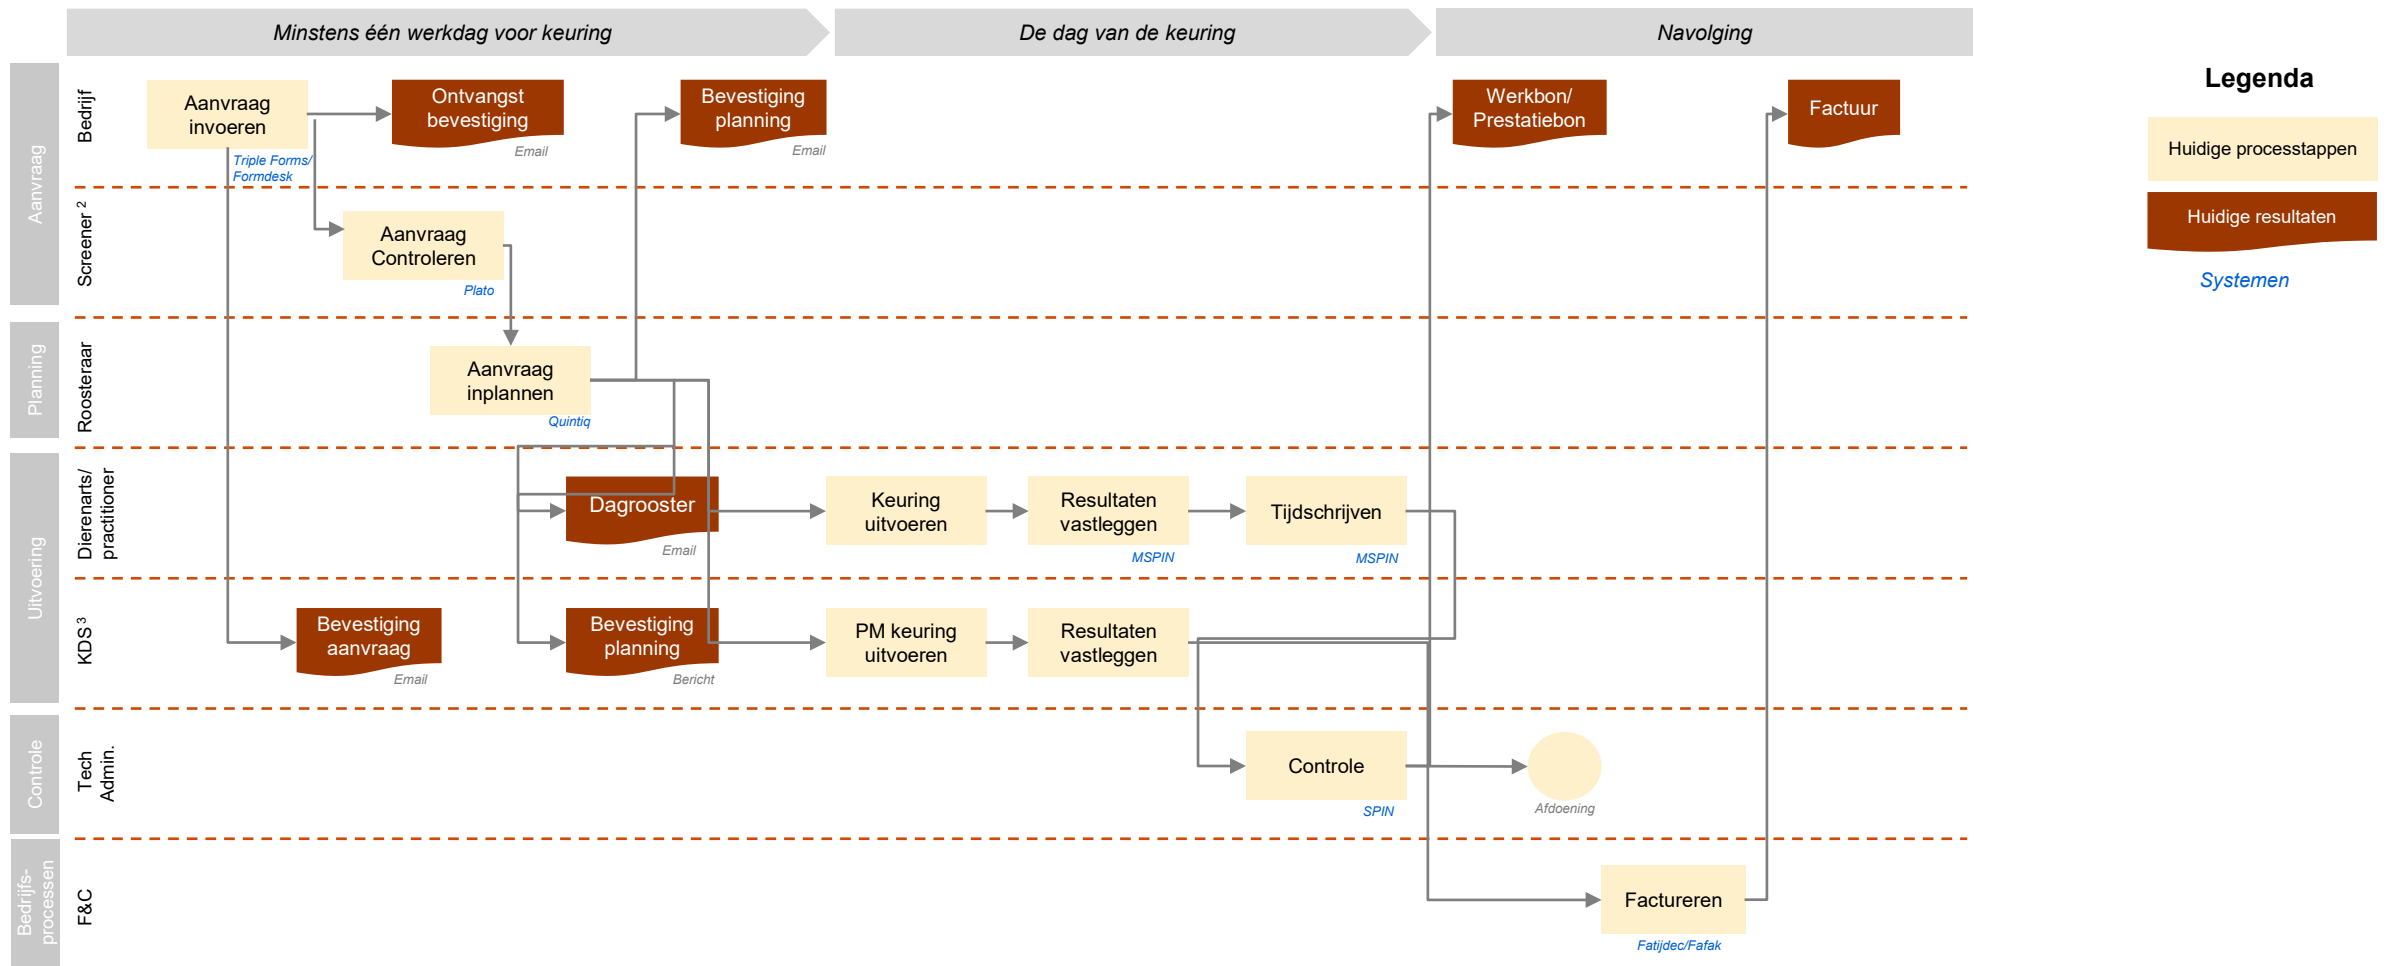 Minstens één werkdag voor keuring
De dag van de keuring
Navolging
Legenda
Huidige processtappen
Huidige resultaten
Systemen
Aanvraag
Bedrijf
Aanvraag
invoeren
Triple Forms/
Formdesk
Ontvangst
bevestiging
Email
Bevestiging
planning
Email
Werkbon/
Prestatiebon
Factuur
Screener 2
Aanvraag
Controleren
Plato
Planning
Roosteraar
Aanvraag
inplannen
Quintiq
Uitvoering
Dierenarts/
practitioner
Dagrooster
Email
Keuring
uitvoeren
Resultaten
vastleggen
MSPIN
Tijdschrijven
MSPIN
KDS 3
Bevestiging
aanvraag
Email
Bevestiging
planning
Bericht
PM keuring
uitvoeren
Resultaten
vastleggen
Controle
Tech
Admin.
Controle
SPIN
Afdoening
Bedrijfs-
processen
F&C
Factureren
Fatijdec/Fafak